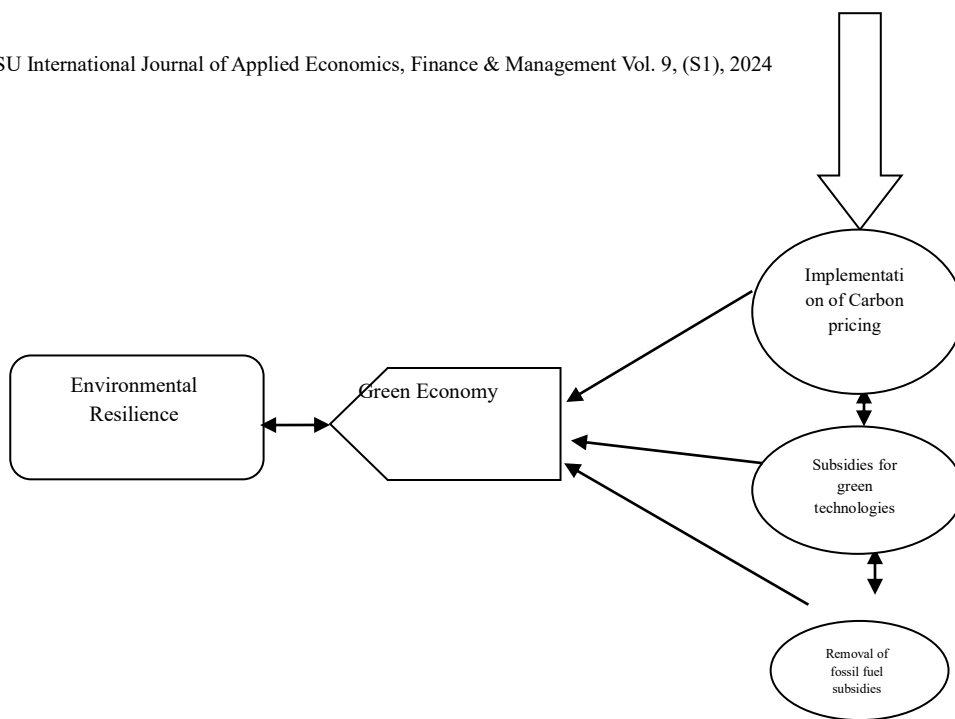 SU International Journal of Applied Economics, Finance & Management Vol. 9, (S1), 2024
Implementati
on of Carbon
pricing
Environmental
Resilience
Green Economy
Subsidies for
green
technologies
Removal of
fossil fuel
subsidies